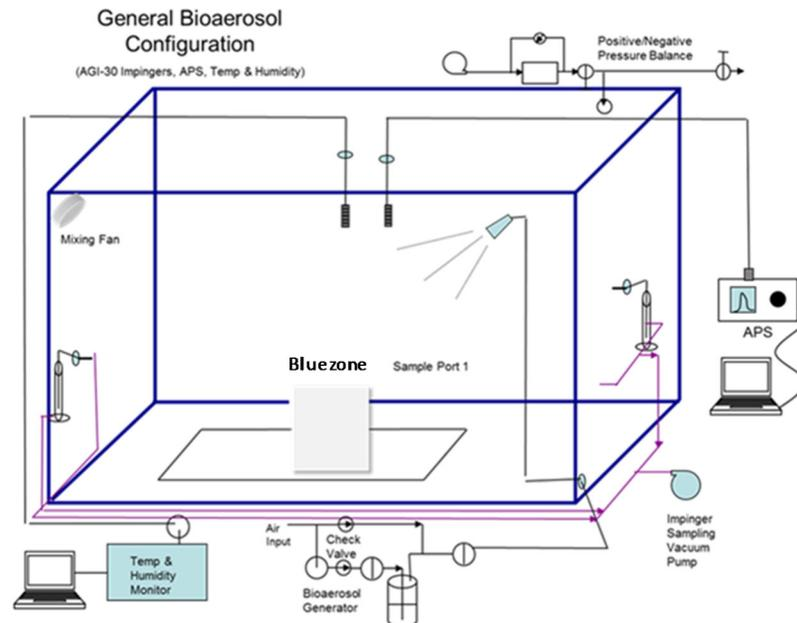 General Bioaerosol
Configuration
(AGI-30 Impingers, APS, Temp & Humidity)
Positive/Negative
Pressure Balance
Mixing Fan
APS
Bluezone
Sample Port 1
Air
Input
Check
Valve
Bioaerosol
Generator
Temp &
Humidity
Monitor
Impinger
Sampling
Vacuum
Pump